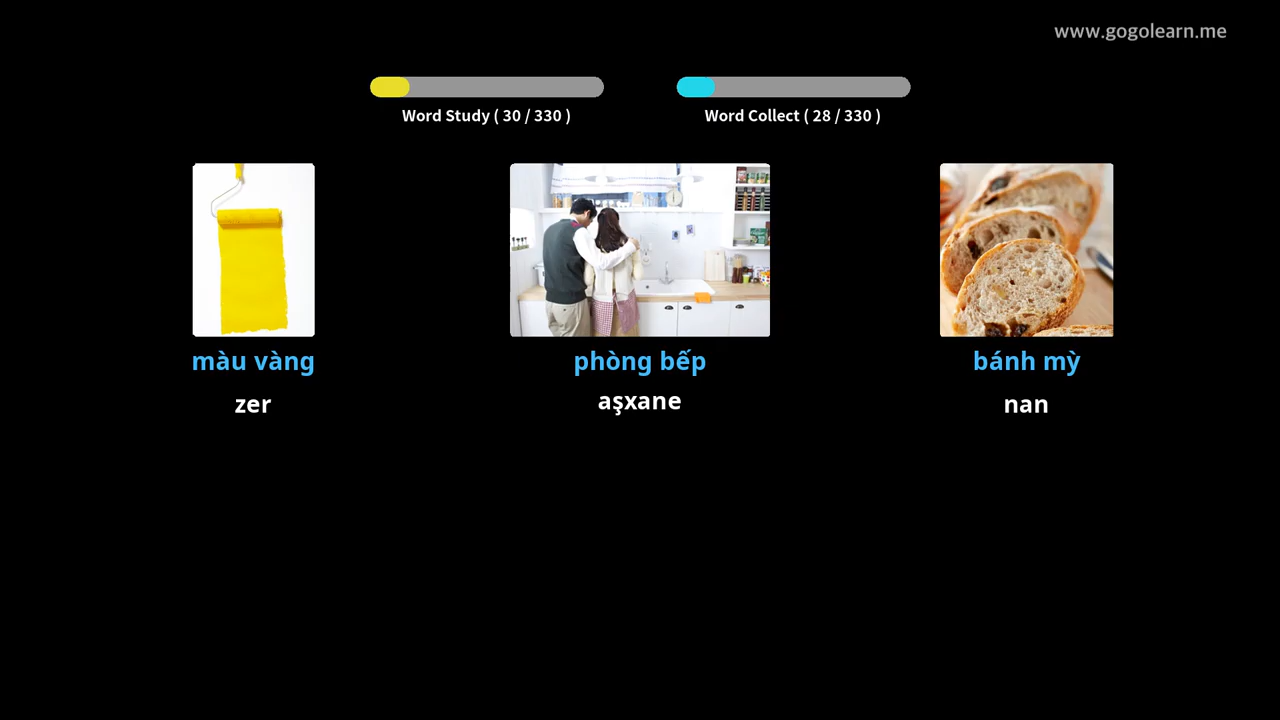 www.gogolearn.me
Word Study ( 30 / 330 )
Word Collect ( 28 / 330 )
màu vàng
phòng bếp
bánh mỳ
zer
aşxane
nan